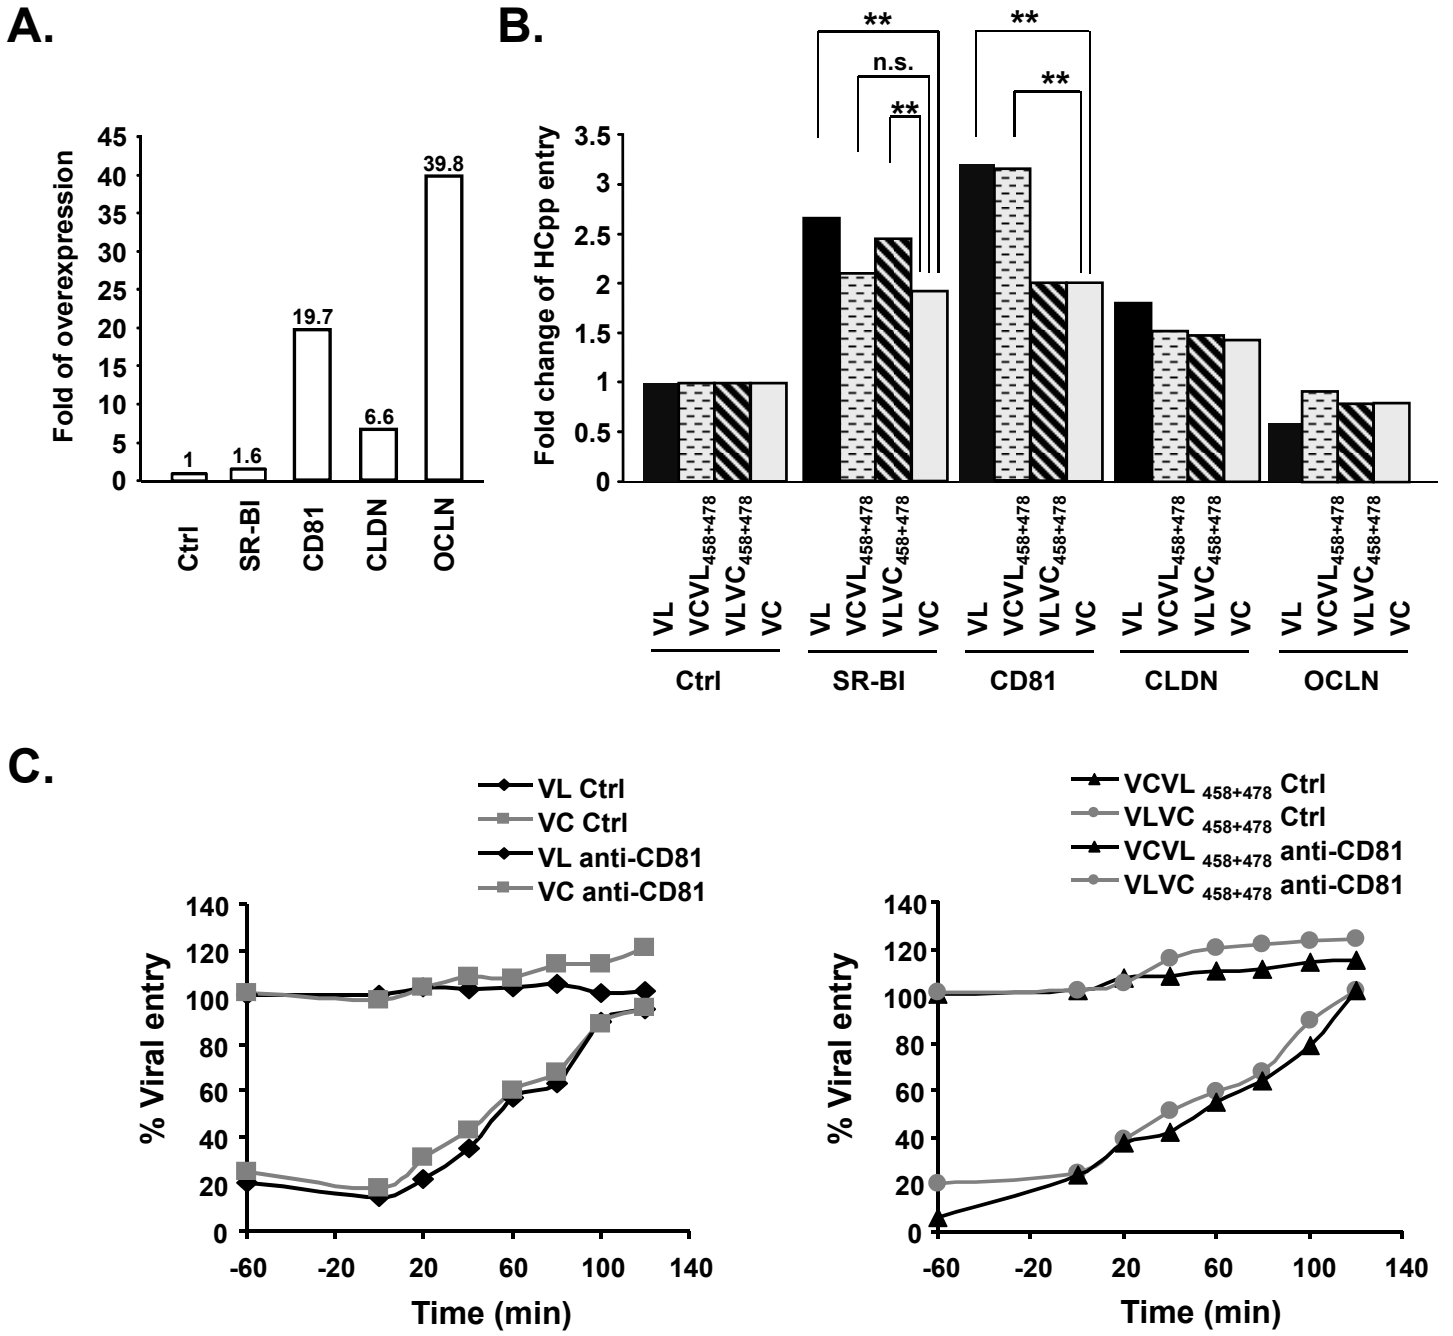 A.
Fold of overexpression
45
40
35
30
25
20
15
10
5
0
1
1.6
19.7
6.6
39.8
Ctrl
SR-BI
CD81
CLDN
OCLN
B.
Fold change of HCpp entry
3.5
3
2.5
2
1.5
1
0.5
0
**
n.s.
**
**
**
VL
VCVL458+478
VLVC458+478
VC
VL
VCVL458+478
VLVC458+478
VC
VL
VCVL458+478
VLVC458+478
VC
VL
VCVL458+478
VLVC458+478
VC
VL
VCVL458+478
VLVC458+478
VC
Ctrl
SR-BI
CD81
CLDN
OCLN
C.
VL Ctrl
VC Ctrl
VL anti-CD81
VC anti-CD81
% Viral entry
140
120
100
80
60
40
20
0
-60
-20
20
60
100
140
Time (min)
VCVL 458+478 Ctrl
VLVC 458+478 Ctrl
VCVL 458+478 anti-CD81
VLVC 458+478 anti-CD81
% Viral entry
140
120
100
80
60
40
20
0
-60
-20
20
60
100
140
Time (min)